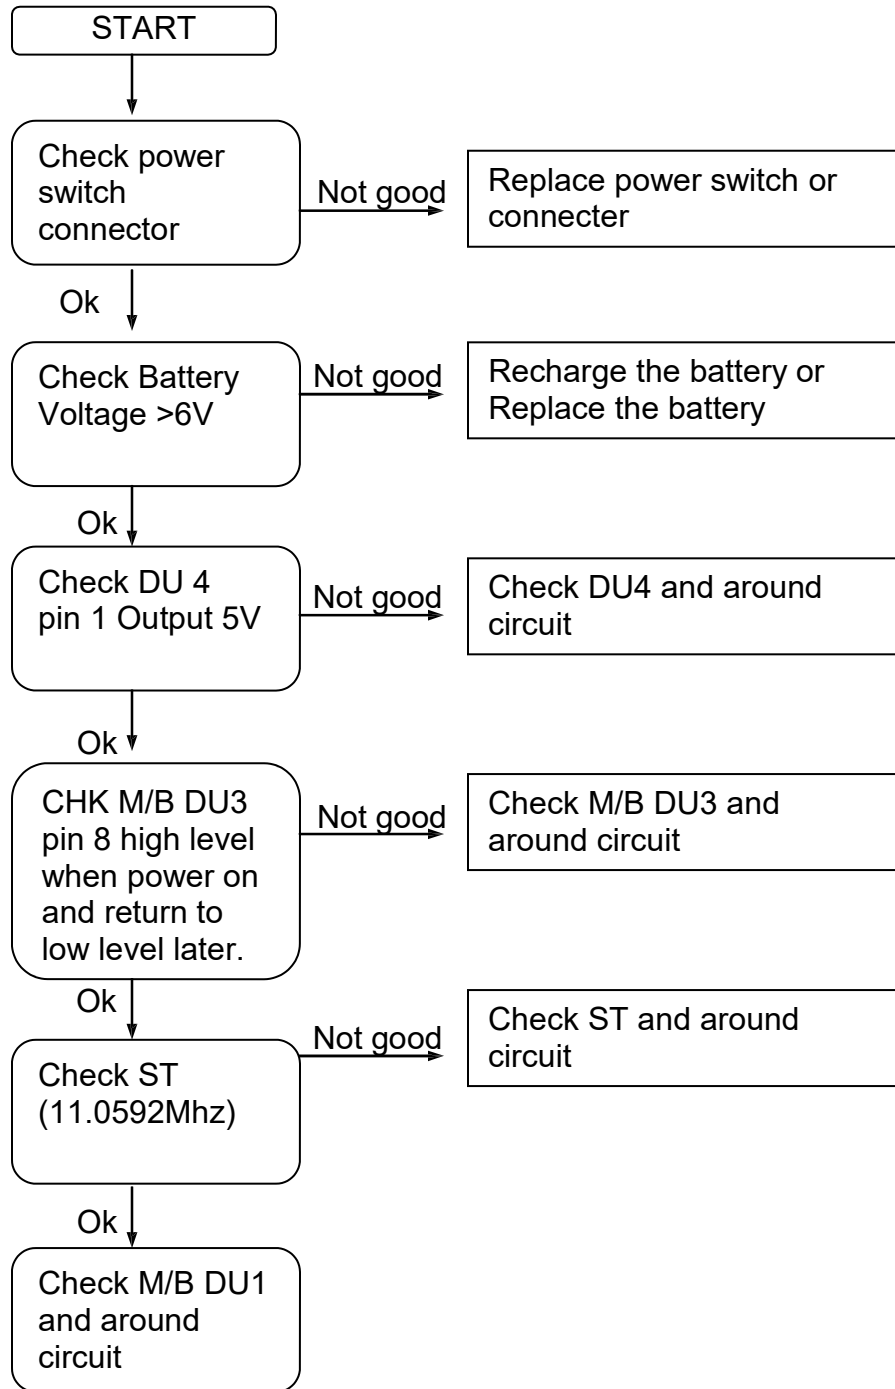 START
Check power
switch
connector
Not good
Replace power switch or
connecter
Ok
Check Battery
Voltage >6V
Not good
Recharge the battery or
Replace the battery
Ok
Check DU 4
pin 1 Output 5V
Not good
Check DU4 and around
circuit
Ok
CHK M/B DU3
pin 8 high level
when power on
and return to
low level later.
Not good
Check M/B DU3 and
around circuit
Ok
Check ST
(11.0592Mhz)
Not good
Check ST and around
circuit
Ok
Check M/B DU1
and around
circuit